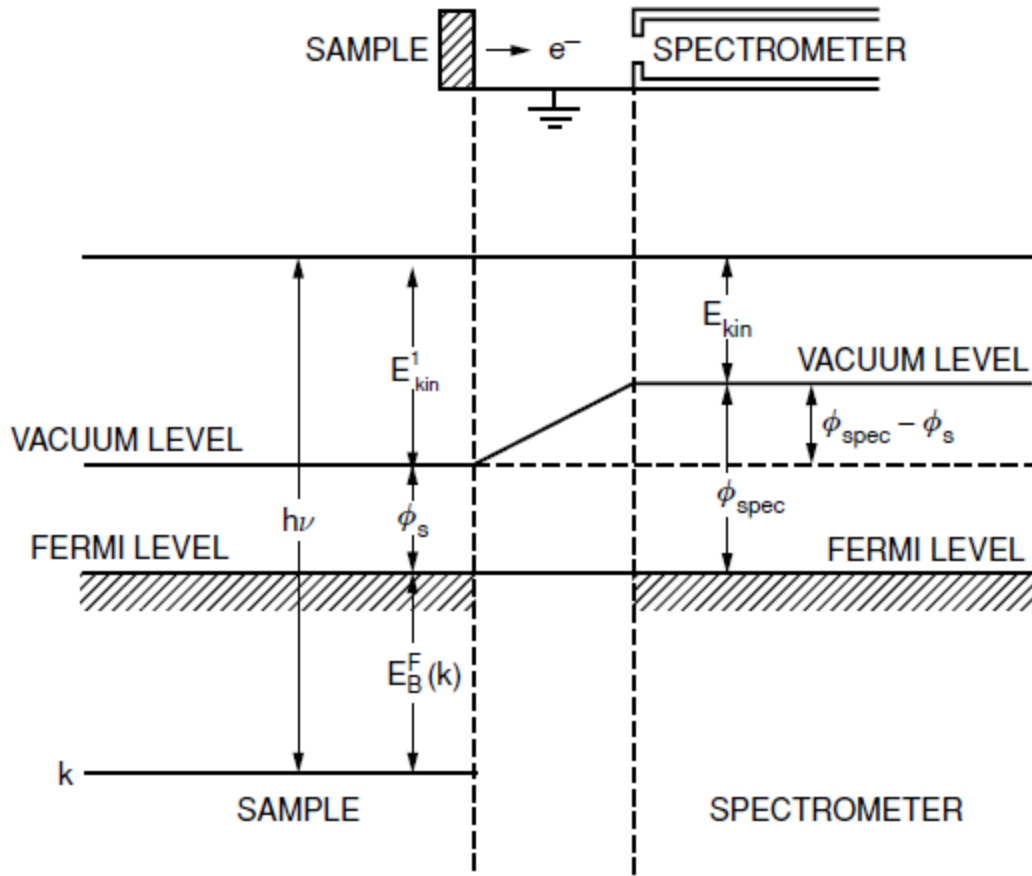 SAMPLE
e⁻
SPECTROMETER
E¹kin
Ekin
VACUUM LEVEL
VACUUM LEVEL
ϕspec − ϕs
hν
ϕs
ϕspec
FERMI LEVEL
FERMI LEVEL
E_B^F(k)
k
SAMPLE
SPECTROMETER